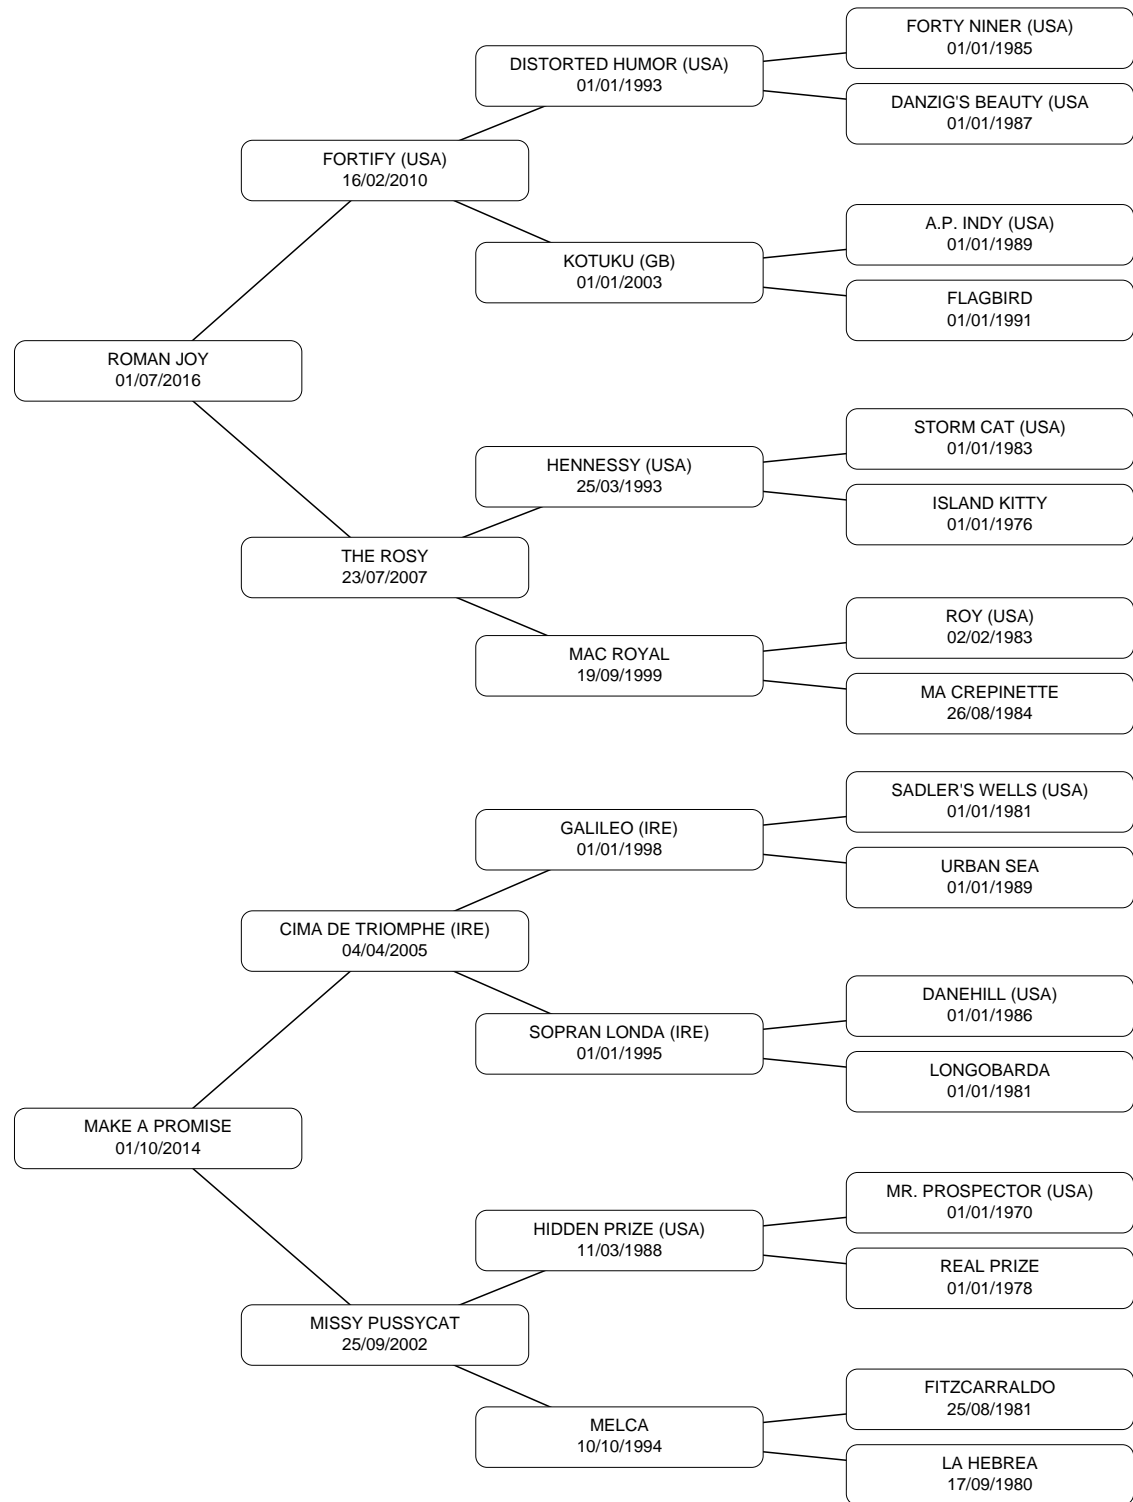 FORTY NINER (USA)
01/01/1985
DISTORTED HUMOR (USA)
01/01/1993
DANZIG'S BEAUTY (USA
01/01/1987
FORTIFY (USA)
16/02/2010
A.P. INDY (USA)
01/01/1989
KOTUKU (GB)
01/01/2003
FLAGBIRD
01/01/1991
ROMAN JOY
01/07/2016
STORM CAT (USA)
01/01/1983
HENNESSY (USA)
25/03/1993
ISLAND KITTY
01/01/1976
THE ROSY
23/07/2007
ROY (USA)
02/02/1983
MAC ROYAL
19/09/1999
MA CREPINETTE
26/08/1984
SADLER'S WELLS (USA)
01/01/1981
GALILEO (IRE)
01/01/1998
URBAN SEA
01/01/1989
CIMA DE TRIOMPHE (IRE)
04/04/2005
DANEHILL (USA)
01/01/1986
SOPRAN LONDA (IRE)
01/01/1995
LONGOBARDA
01/01/1981
MAKE A PROMISE
01/10/2014
MR. PROSPECTOR (USA)
01/01/1970
HIDDEN PRIZE (USA)
11/03/1988
REAL PRIZE
01/01/1978
MISSY PUSSYCAT
25/09/2002
FITZCARRALDO
25/08/1981
MELCA
10/10/1994
LA HEBREA
17/09/1980